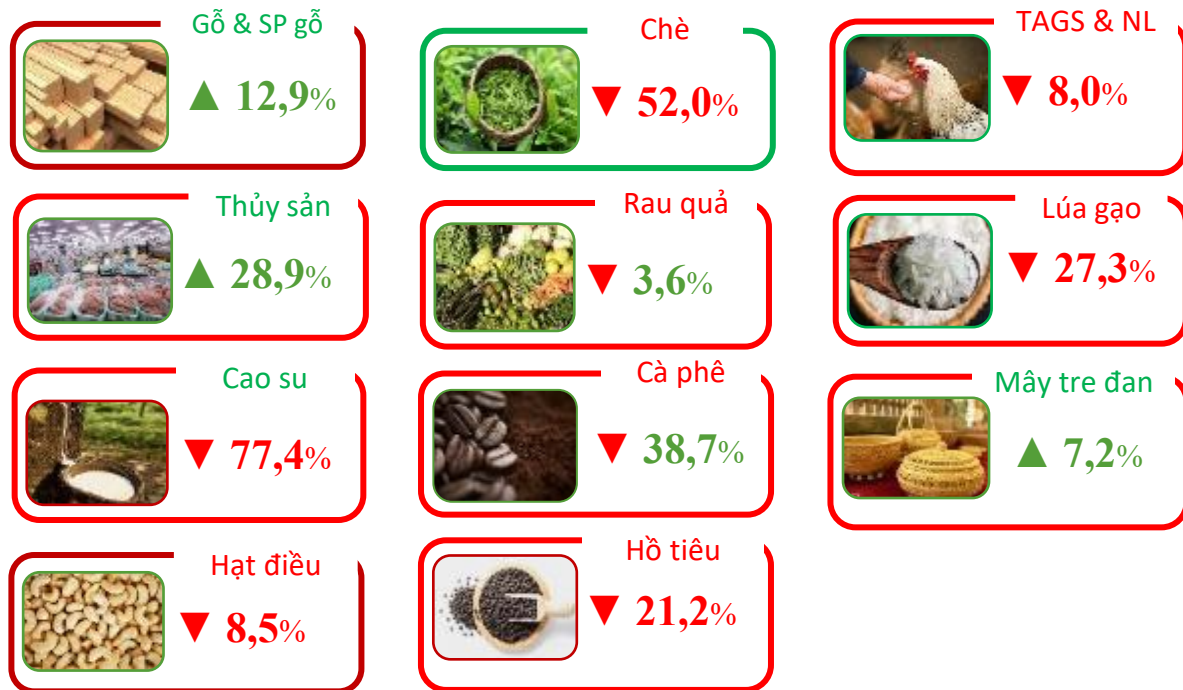 Gỗ & SP gỗ
▲ 12,9%
Chè
▼ 52,0%
TAGS & NL
▼ 8,0%
Thủy sản
▲ 28,9%
Rau quả
▼ 3,6%
Lúa gạo
▼ 27,3%
Cao su
▼ 77,4%
Cà phê
▼ 38,7%
Mây tre đan
▲ 7,2%
Hạt điều
▼ 8,5%
Hồ tiêu
▼ 21,2%